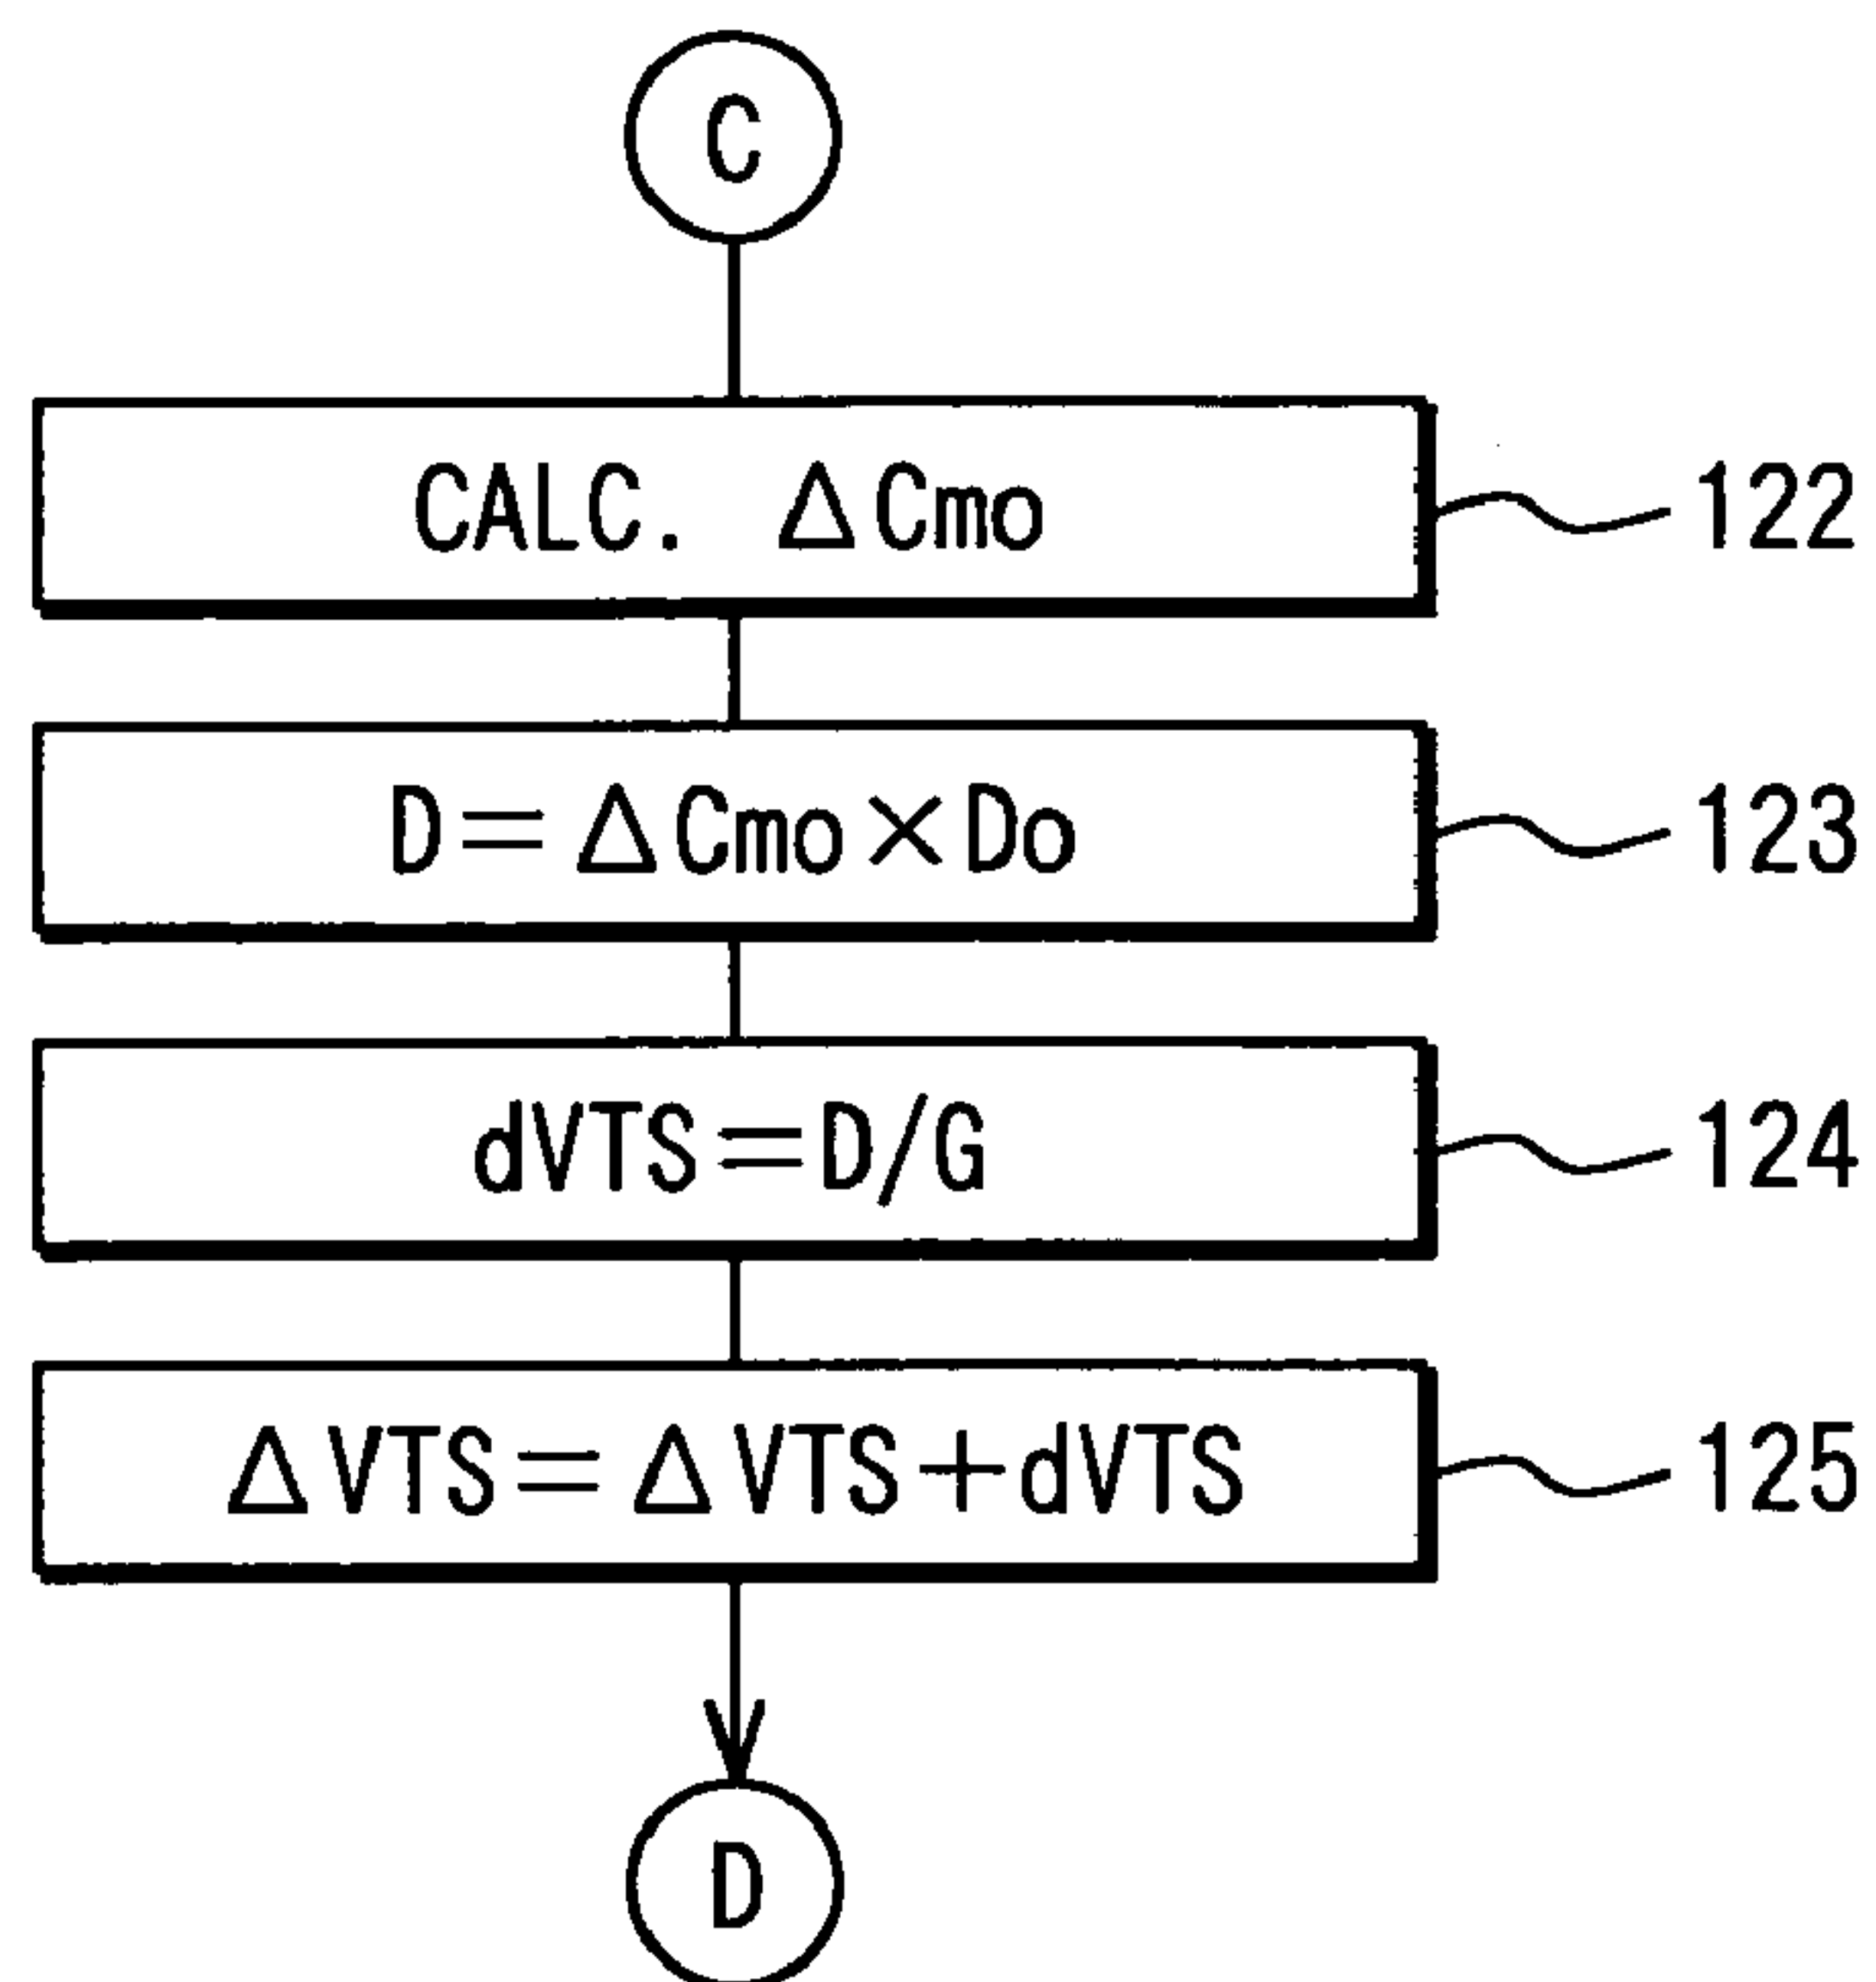 C
CALC. ΔCmo
122
D=ΔCmo×Do
123
dVTS=D/G
124
ΔVTS=ΔVTS+dVTS
125
D